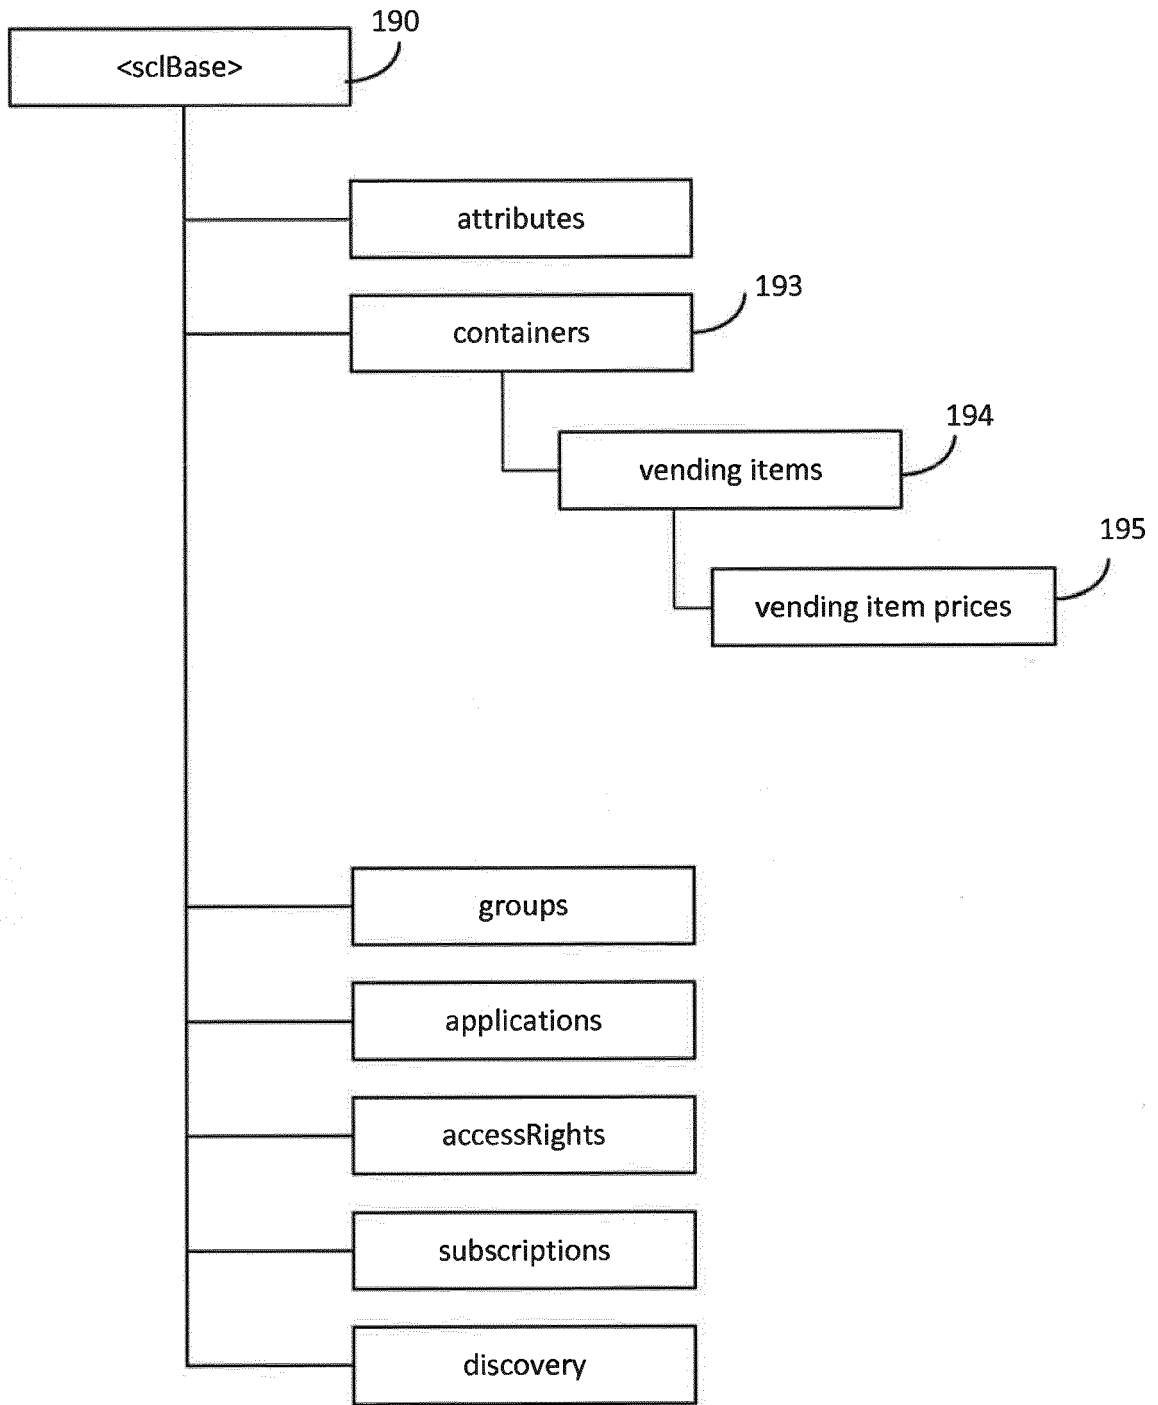 190
<sclBase>
attributes
193
containers
194
vending items
195
vending item prices
groups
applications
accessRights
subscriptions
discovery